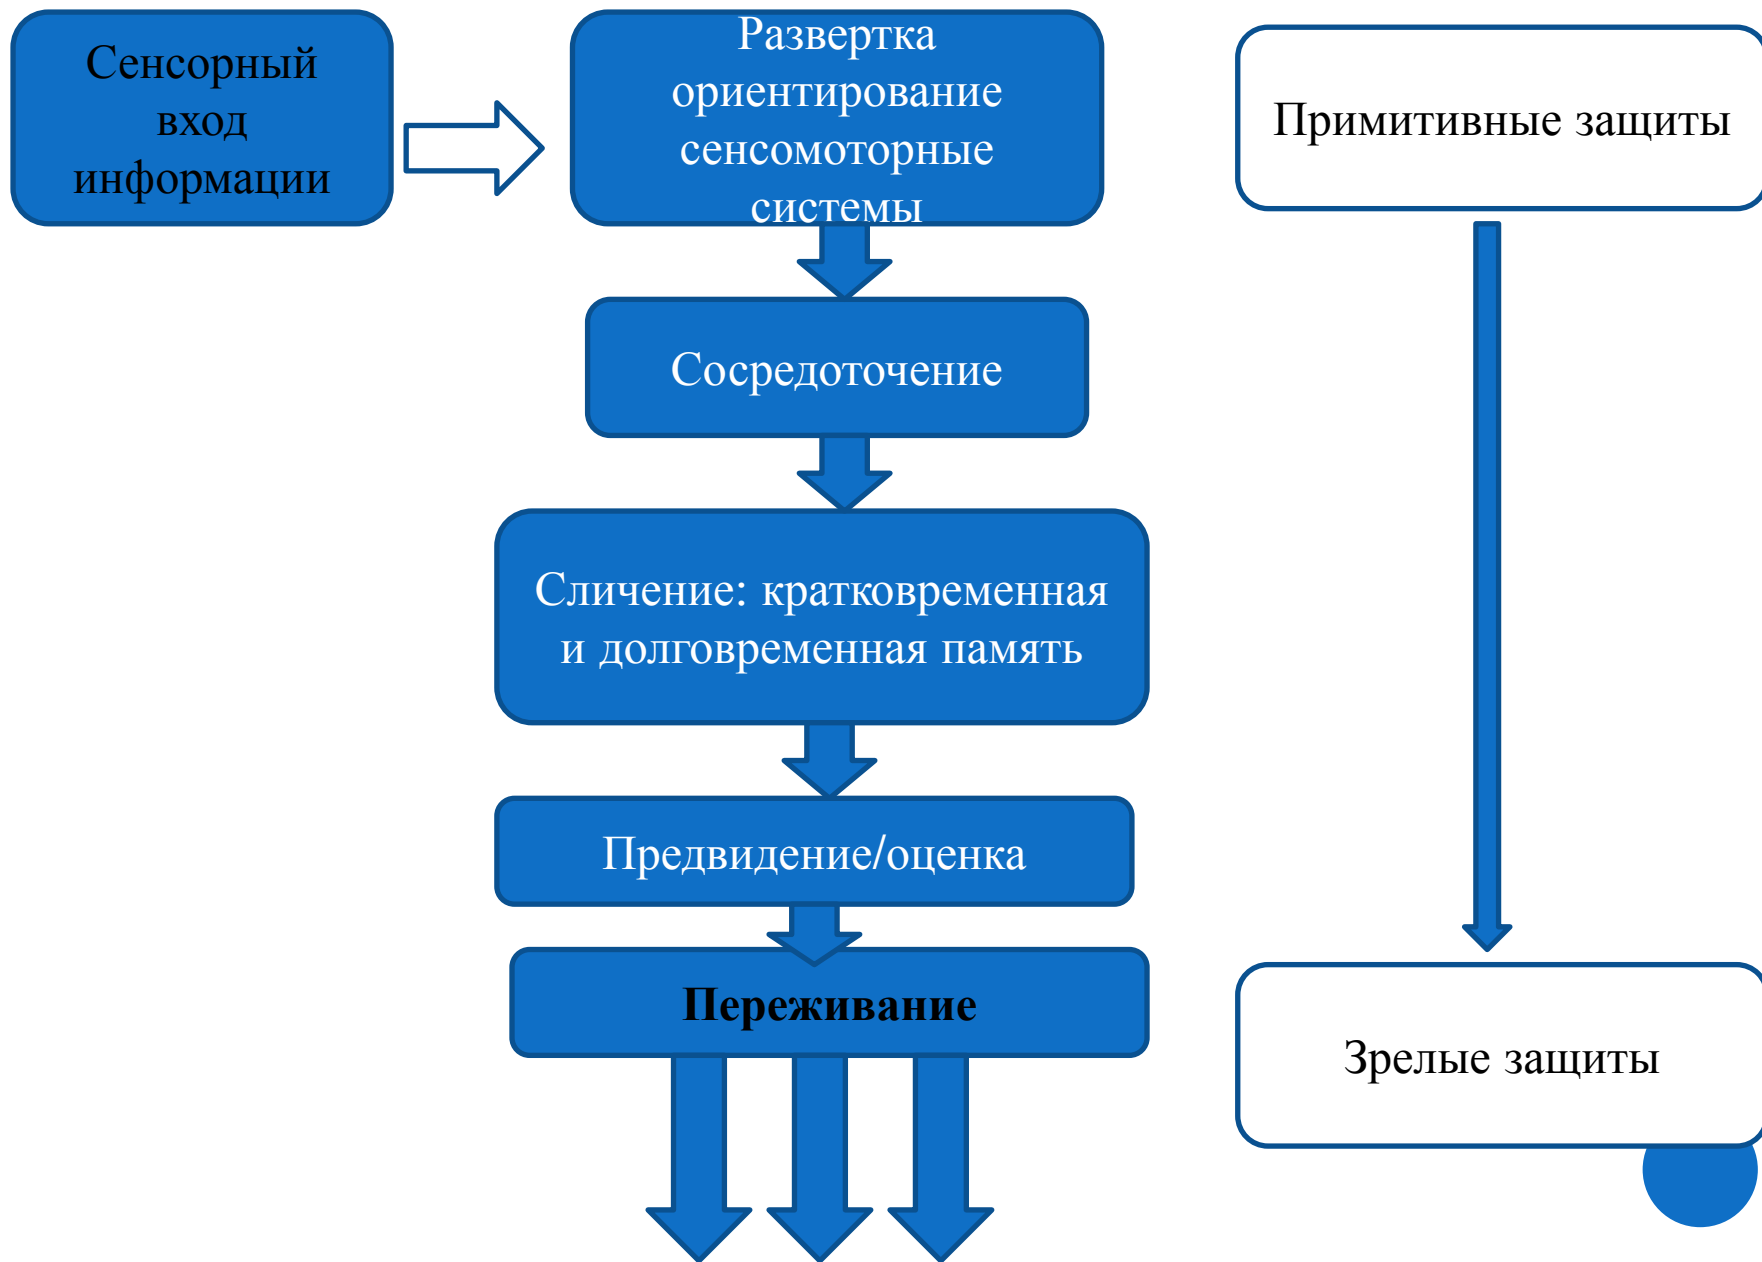 Сенсорный
вход
информации
Развертка
ориентирование
сенсомоторные
системы
Примитивные защиты
Сосредоточение
Сличение: кратковременная
и долговременная память
Предвидение/оценка
Переживание
Зрелые защиты